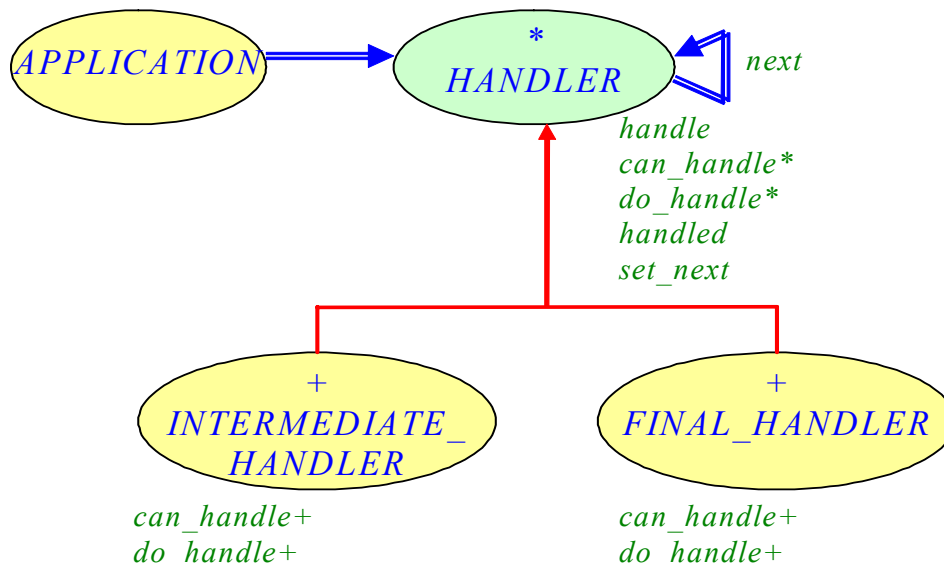 APPLICATION
*
HANDLER
next
handle
can_handle*
do_handle*
handled
set_next
+
INTERMEDIATE_
HANDLER
+
FINAL_HANDLER
can_handle+
do_handle+
can_handle+
do_handle+